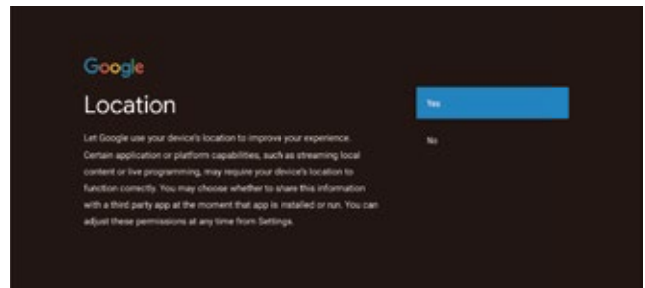 Google
Location
Let Google use your device's location to improve your experience.
Certain application or platform capabilities, such as streaming local
content or live programming, may require your device's location to
function correctly. You may choose whether to share this information
with a third party app at the moment that app is installed or run. You can
adjust these permissions at any time from Settings.
Yes
No